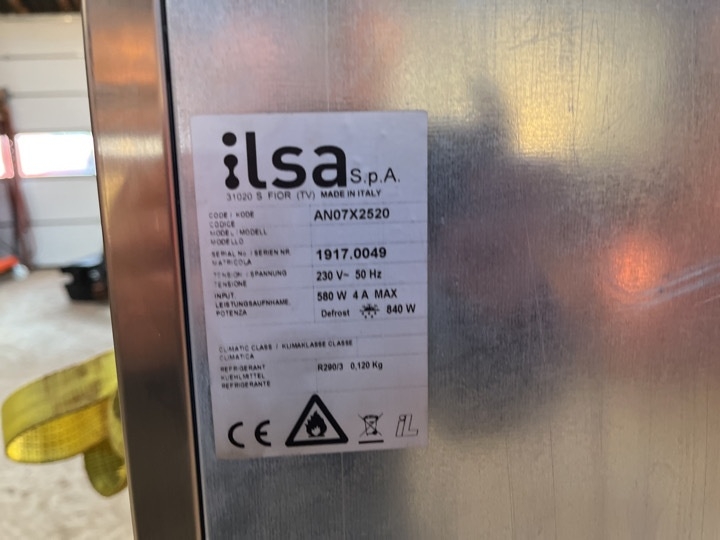 ilsa S.p.A.
31020 S. FIOR (TV) MADE IN ITALY
CODE / KODE AN07X2520
CODICE
MODEL / MODELL
MODELLO
SERIAL No / SERIEN NR. 1917.0049
MATRICOLA
TENSION / SPANNUNG 230 V~ 50 Hz
TENSIONE
INPUT 580 W 4 A MAX
LEISTUNGSAUFNAHME
POTENZA Defrost 840 W
CLIMATIC CLASS / KLIMAKLASSE CLASSE
CLIMATICA
REFRIGERANT R290/3 0,120 Kg
KUEHLMITTEL
REFRIGERANTE
CE iL